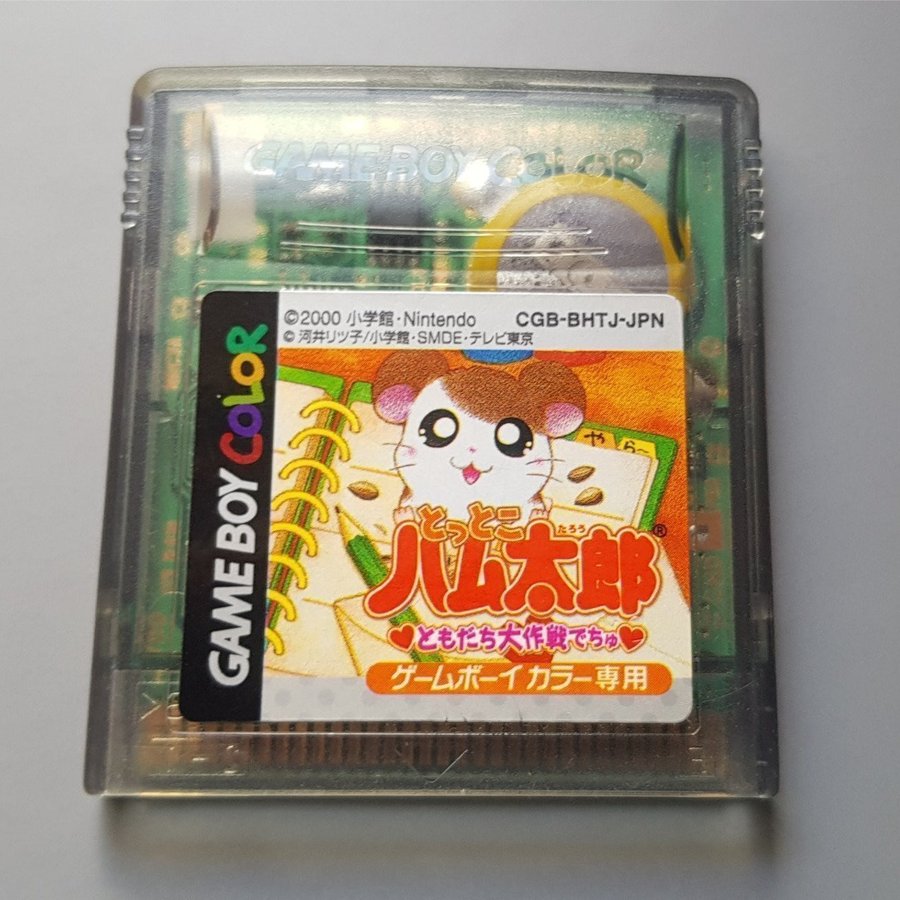 GAME BOY COLOR
GAME BOY COLOR
©2000 小学館・Nintendo CGB-BHTJ-JPN
© 河井リツ子/小学館・SMDE・テレビ東京
とっとこ
たろう
ハム太郎®
♥ともだち大作戦でちゅ♥
ゲームボーイカラー専用